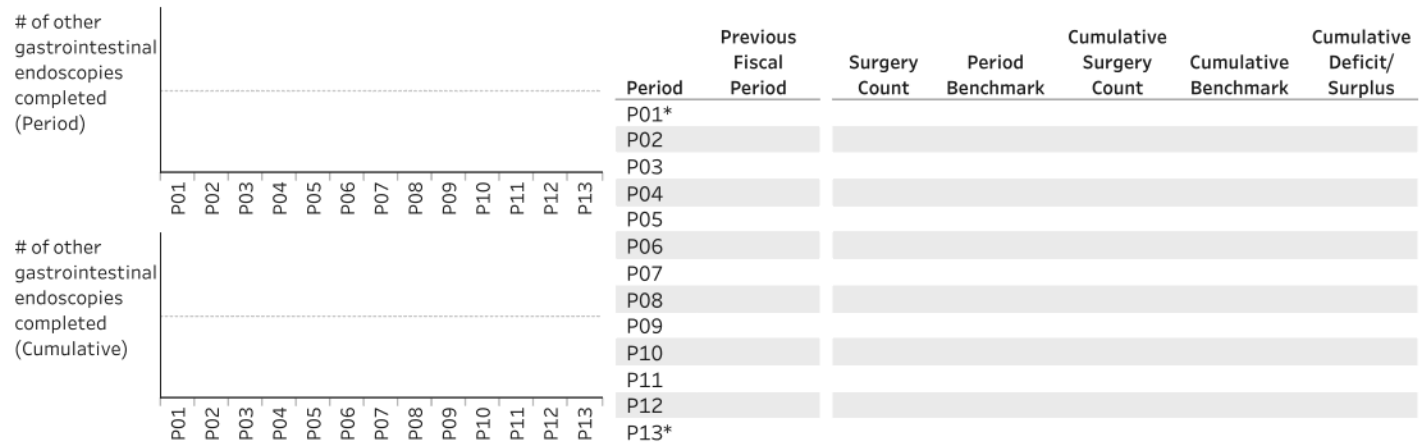 # of other
gastrointestinal
endoscopies
completed
(Period)
P01 P02 P03 P04 P05 P06 P07 P08 P09 P10 P11 P12 P13
# of other
gastrointestinal
endoscopies
completed
(Cumulative)
P01 P02 P03 P04 P05 P06 P07 P08 P09 P10 P11 P12 P13
Previous Cumulative Cumulative
Fiscal Surgery Period Surgery Cumulative Deficit/
Period Period Count Benchmark Count Benchmark Surplus
P01*
P02
P03
P04
P05
P06
P07
P08
P09
P10
P11
P12
P13*